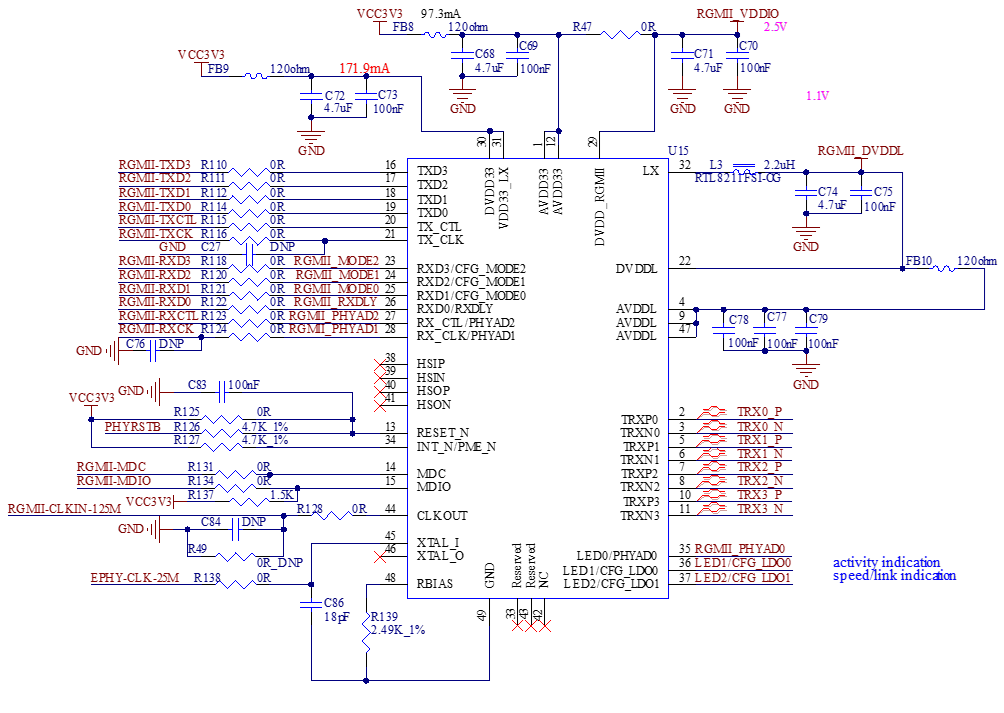 VCC3V3 97.3mA RGMII_VDDIO
FB8 120ohm R47 0R 2.5V
C68 4.7uF C69 100nF C71 4.7uF C70 100nF
GND GND GND
VCC3V3
FB9 120ohm 171.9mA
C72 4.7uF C73 100nF
GND
1.1V
30 31 1 12 29
U15
DVDD33 VDD33_LX AVDD33 AVDD33 DVDD_RGMII
RGMII-TXD3 R110 0R 16 TXD3
RGMII-TXD2 R111 0R 17 TXD2
RGMII-TXD1 R112 0R 18 TXD1
RGMII-TXD0 R114 0R 19 TXD0
RGMII-TXCTL R115 0R 20 TX_CTL
RGMII-TXCK R116 0R 21 TX_CLK
GND C27 DNP
RGMII-RXD3 R118 0R RGMII_MODE2 23 RXD3/CFG_MODE2
RGMII-RXD2 R120 0R RGMII_MODE1 24 RXD2/CFG_MODE1
RGMII-RXD1 R121 0R RGMII_MODE0 25 RXD1/CFG_MODE0
RGMII-RXD0 R122 0R RGMII_RXDLY 26 RXD0/RXDLY
RGMII-RXCTL R123 0R RGMII_PHYAD2 27 RX_CTL/PHYAD2
RGMII-RXCK R124 0R RGMII_PHYAD1 28 RX_CLK/PHYAD1
GND C76 DNP
38 HSIP
39 HSIN
40 HSOP
41 HSON
GND C83 100nF
VCC3V3
R125 0R
PHYRSTB R126 4.7K_1% 13 RESET_N
R127 4.7K_1% 34 INT_N/PME_N
RGMII-MDC R131 0R 14 MDC
RGMII-MDIO R134 0R 15 MDIO
VCC3V3 R137 1.5K
RGMII-CLKIN-125M R128 0R 44 CLKOUT
GND C84 DNP
R49 0R_DNP
45 XTAL_I
46 XTAL_O
EPHY-CLK-25M R138 0R 48 RBIAS
C86 18pF
R139 2.49K_1%
GND Reserved Reserved NC
49 33 43 42
LX 32 L3 2.2uH RGMII_DVDDL
RTL8211FSI-CG
C74 4.7uF C75 100nF
GND
DVDDL 22 FB10 120ohm
AVDDL 4
AVDDL 9
AVDDL 47
C78 100nF C77 100nF C79 100nF
GND
TRXP0 2 TRX0_P
TRXN0 3 TRX0_N
TRXP1 5 TRX1_P
TRXN1 6 TRX1_N
TRXP2 7 TRX2_P
TRXN2 8 TRX2_N
TRXP3 10 TRX3_P
TRXN3 11 TRX3_N
LED0/PHYAD0 35 RGMII_PHYAD0
LED1/CFG_LDO0 36 LED1/CFG_LDO0
LED2/CFG_LDO1 37 LED2/CFG_LDO1
activity indication
speed/link indication